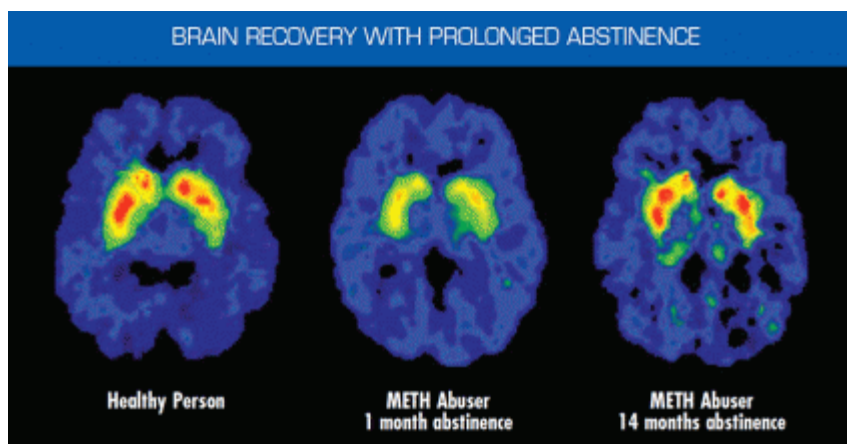 BRAIN RECOVERY WITH PROLONGED ABSTINENCE
Healthy Person
METH Abuser
1 month abstinence
METH Abuser
14 months abstinence